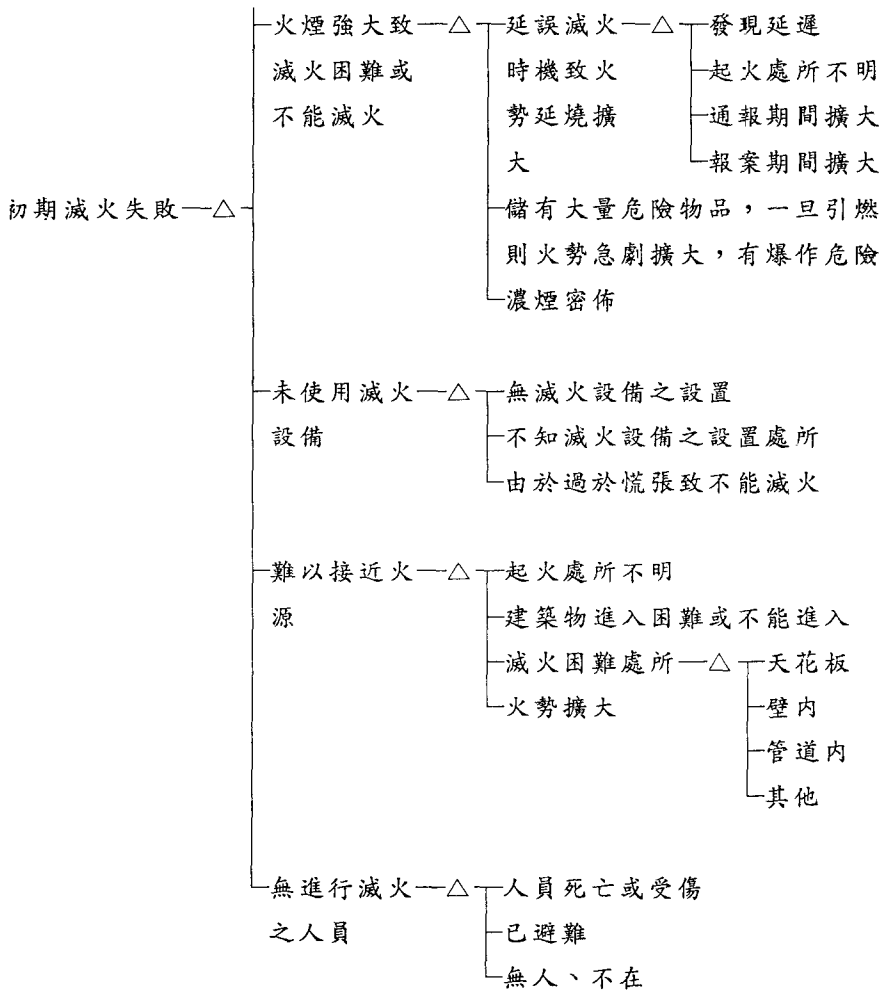 火煙強大致 △ 延誤滅火 △ 發現延遲
滅火困難或 時機致火 起火處所不明
不能滅火 勢延燒擴 通報期間擴大
大 報案期間擴大
初期滅火失敗 △ 儲有大量危險物品，一旦引燃
則火勢急劇擴大，有爆作危險
濃煙密佈
未使用滅火 △ 無滅火設備之設置
設備 不知滅火設備之設置處所
由於過於慌張致不能滅火
難以接近火 △ 起火處所不明
源 建築物進入困難或不能進入
滅火困難處所 △ 天花板
火勢擴大 壁內
管道內
其他
無進行滅火 △ 人員死亡或受傷
之人員 已避難
無人、不在